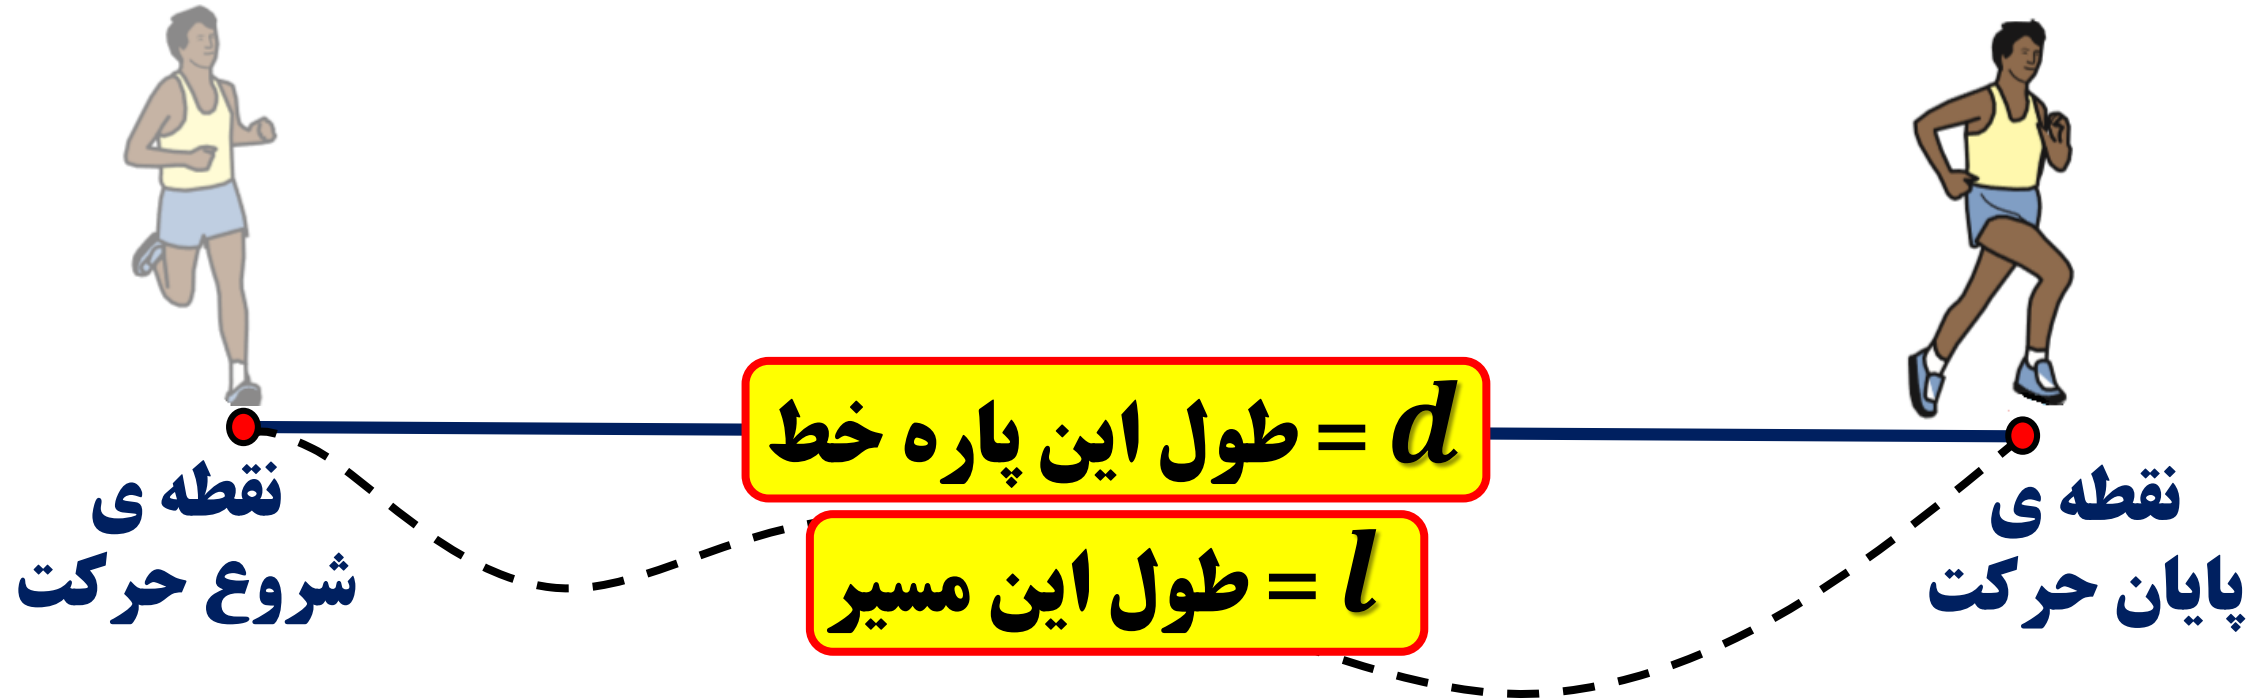 d = طول این پاره خط
l = طول این مسیر
نقطه ی
پایان حرکت
نقطه ی
شروع حرکت